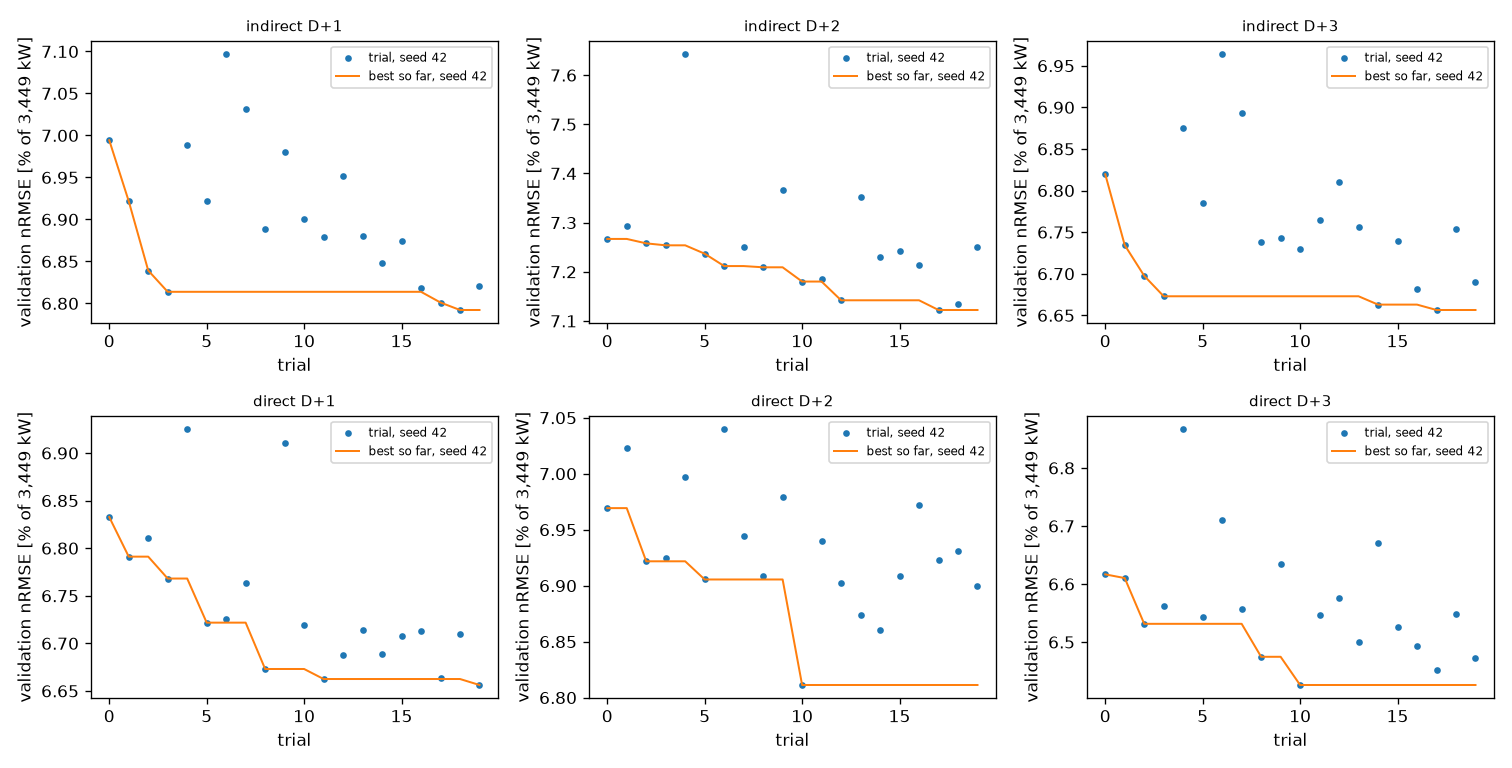 indirect D+1
validation nRMSE [% of 3,449 kW]
7.10
7.05
7.00
6.95
6.90
6.85
6.80
0 5 10 15
trial
trial, seed 42
best so far, seed 42
indirect D+2
validation nRMSE [% of 3,449 kW]
7.6
7.5
7.4
7.3
7.2
7.1
0 5 10 15
trial
trial, seed 42
best so far, seed 42
indirect D+3
validation nRMSE [% of 3,449 kW]
6.95
6.90
6.85
6.80
6.75
6.70
6.65
0 5 10 15
trial
trial, seed 42
best so far, seed 42
direct D+1
validation nRMSE [% of 3,449 kW]
6.90
6.85
6.80
6.75
6.70
6.65
0 5 10 15
trial
trial, seed 42
best so far, seed 42
direct D+2
validation nRMSE [% of 3,449 kW]
7.05
7.00
6.95
6.90
6.85
6.80
0 5 10 15
trial
trial, seed 42
best so far, seed 42
direct D+3
validation nRMSE [% of 3,449 kW]
6.8
6.7
6.6
6.5
0 5 10 15
trial
trial, seed 42
best so far, seed 42